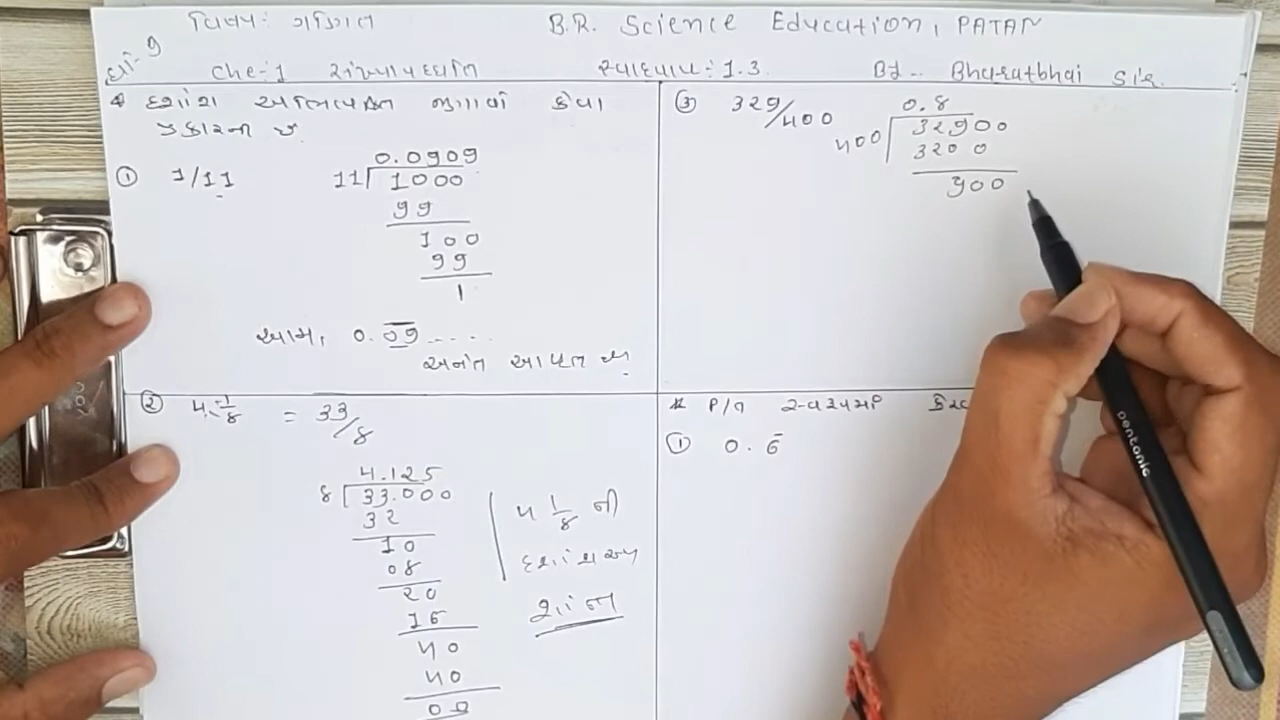 વિષય: ગણિત B.R. Science Education, PATAN
ધો-9
Che-1 સંખ્યાપદ્ધતિ સ્વાધ્યાય: 1.3 By.. Bharatbhai Sir.
* દશાંશ અભિવ્યક્તિ જણાવો કેવા
પ્રકારની છે
① 1/11
0.0909
11 1000
99
100
99
1
આમ, 0.09.....
અનંત આવૃત્ત છે.
② 4 1/8 = 33/8
4.125
8 33.000
32
10
08
20
16
40
40
00
4 1/8 ની
દશાંશરૂપ
શાંત
③ 329/400
0.8
400 32900
3200
900
* P/q સ્વરૂપમાં
① 0.6̅